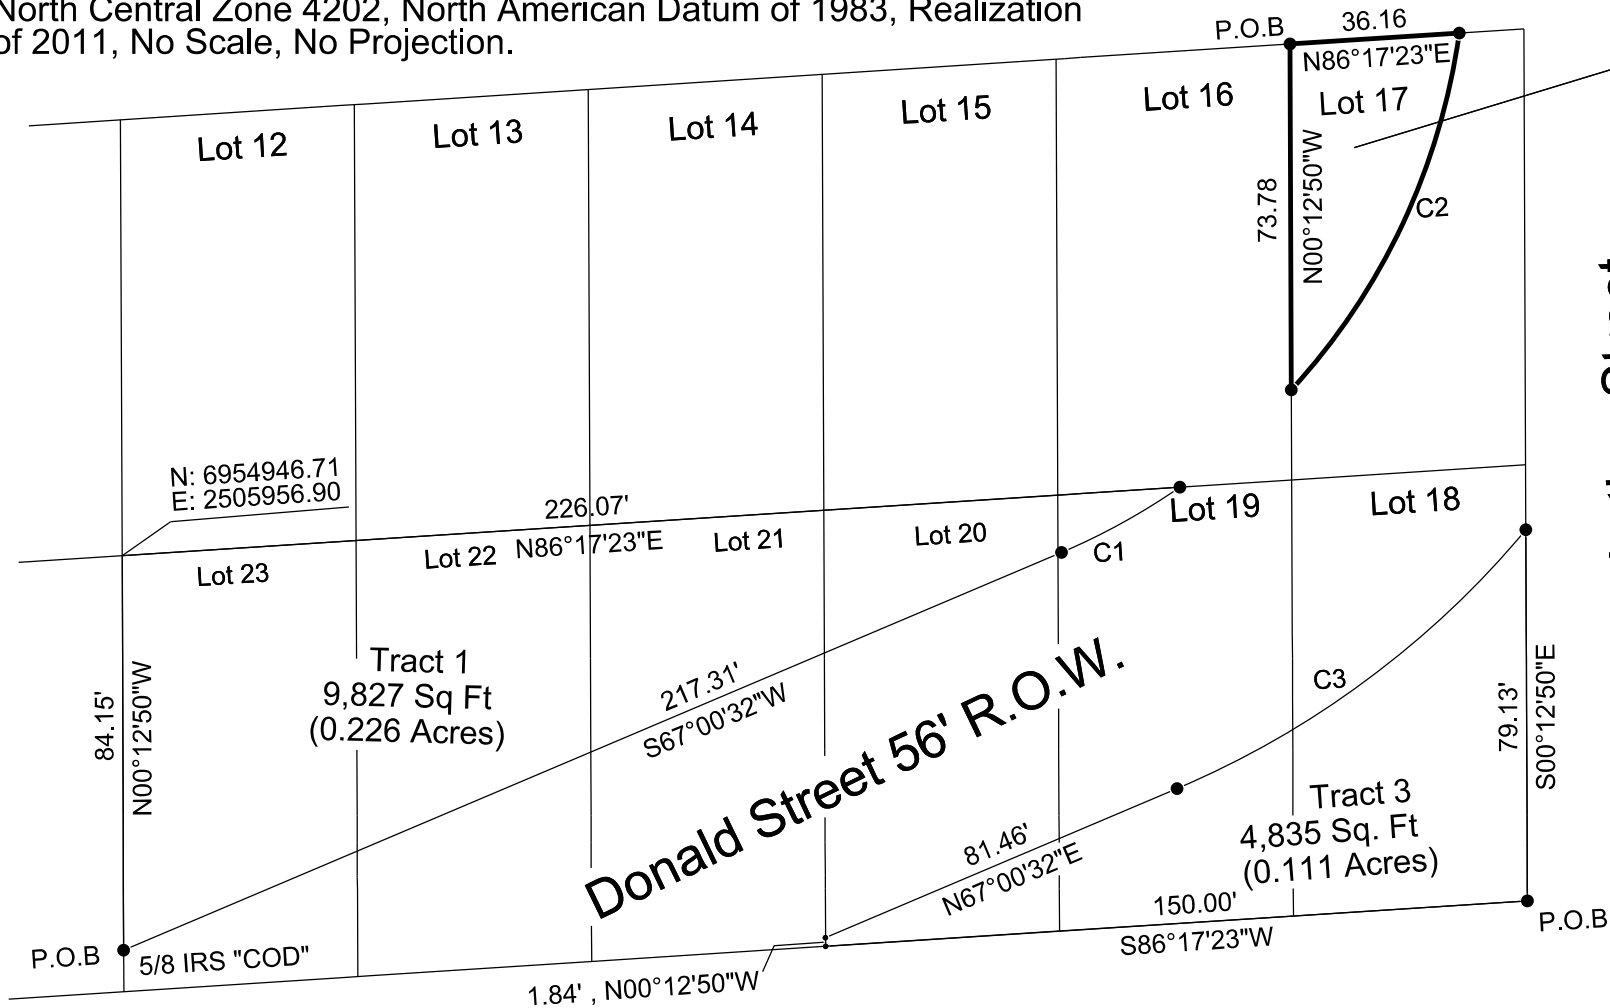 North Central Zone 4202, North American Datum of 1983, Realization
of 2011, No Scale, No Projection.
P.O.B
36.16
N86°17'23"E
Lot 12
Lot 13
Lot 14
Lot 15
Lot 16
Lot 17
73.78
N00°12'50"W
C2
N: 6954946.71
E: 2505956.90
226.07'
N86°17'23"E
Lot 23
Lot 22
Lot 21
Lot 20
Lot 19
Lot 18
C1
Tract 1
9,827 Sq Ft
(0.226 Acres)
84.15'
N00°12'50"W
217.31'
S67°00'32"W
Donald Street 56' R.O.W.
C3
79.13'
S00°12'50"E
81.46'
N67°00'32"E
Tract 3
4,835 Sq. Ft
(0.111 Acres)
150.00'
S86°17'23"W
P.O.B
P.O.B
5/8 IRS "COD"
1.84' , N00°12'50"W